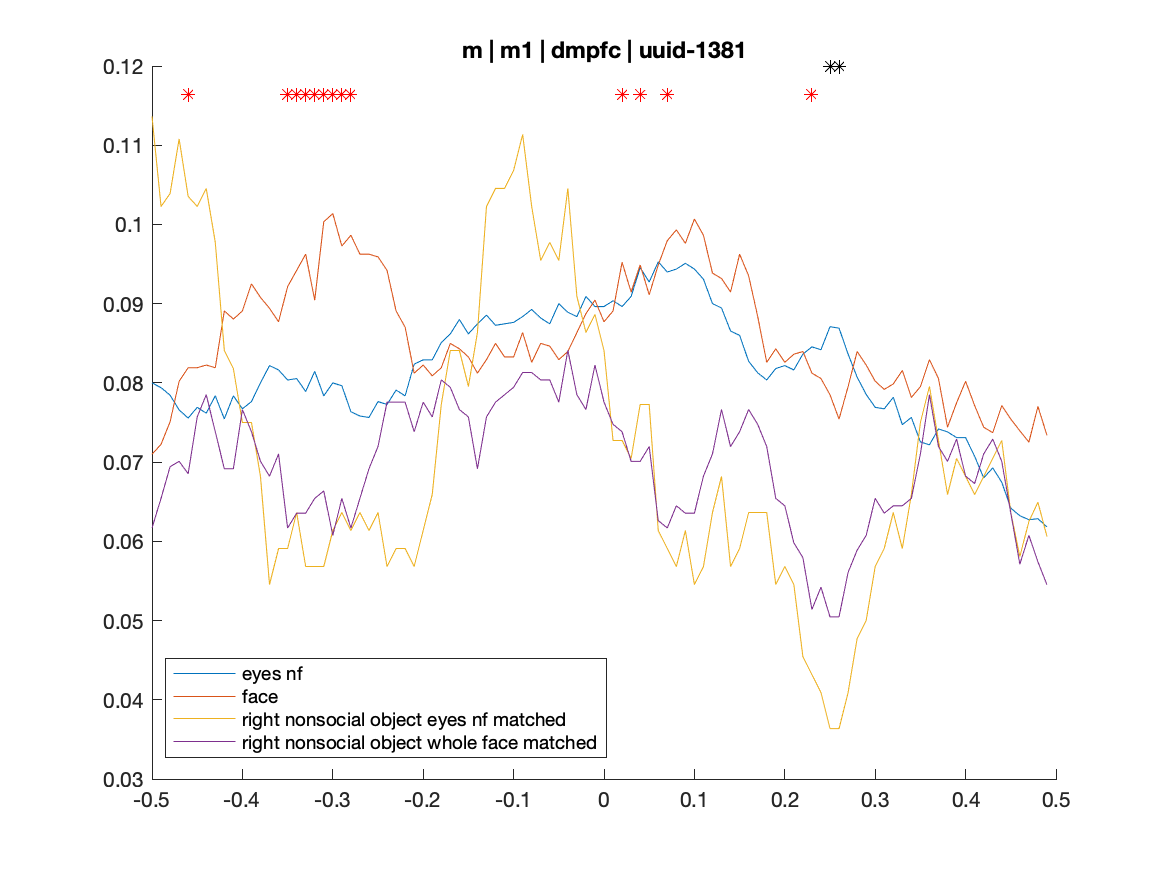 m | m1 | dmpfc | uuid-1381
0.12
0.11
0.1
0.09
0.08
0.07
0.06
0.05
0.04
0.03
eyes nf
face
right nonsocial object eyes nf matched
right nonsocial object whole face matched
-0.5 -0.4 -0.3 -0.2 -0.1 0 0.1 0.2 0.3 0.4 0.5